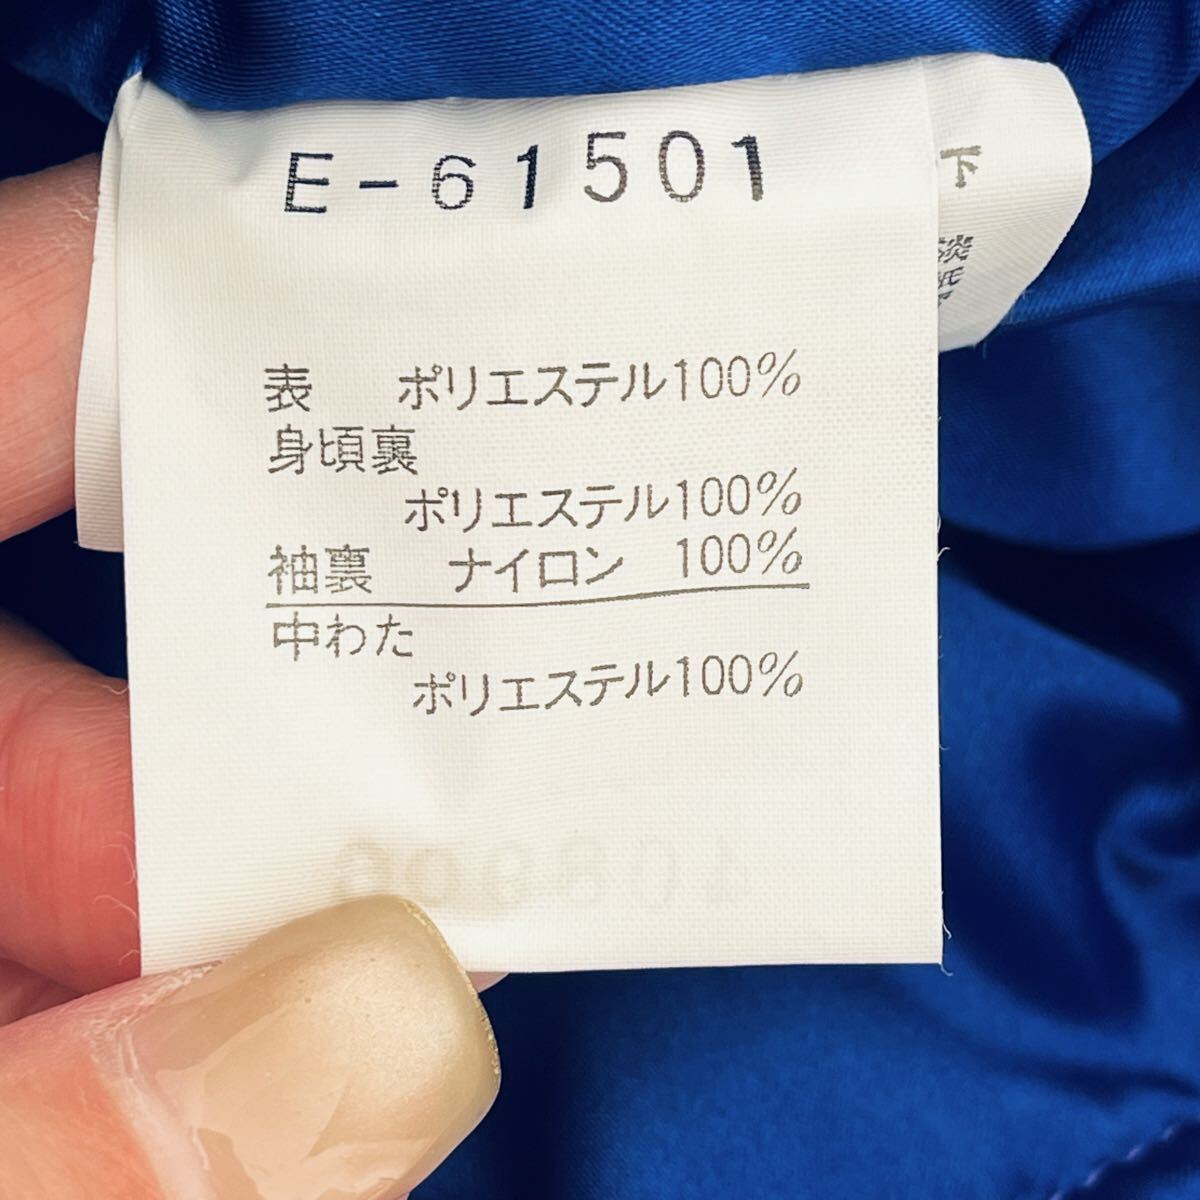 E-61501
下
淡
表 ポリエステル100%
身頃裏
ポリエステル100%
袖裏 ナイロン 100%
中わた
ポリエステル100%